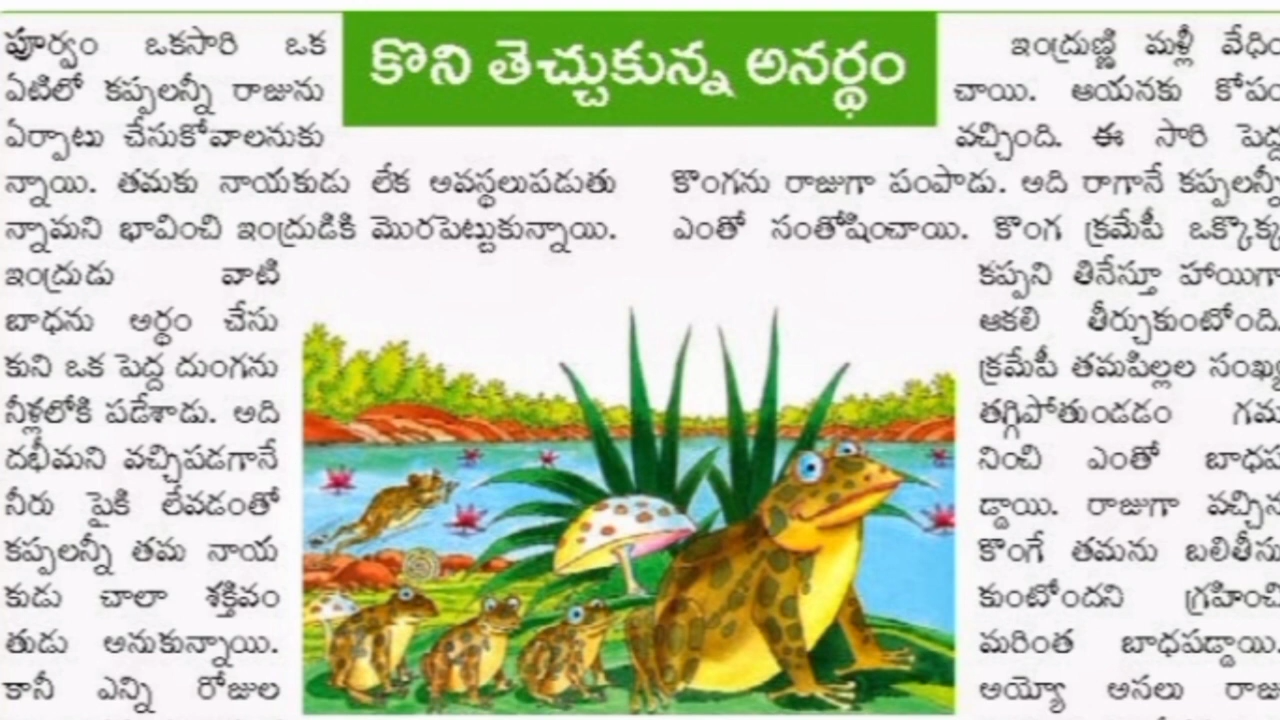 కొని తెచ్చుకున్న అనర్థం
పూర్వం ఒకసారి ఒక
ఏటిలో కప్పలన్నీ రాజును
ఏర్పాటు చేసుకోవాలనుకు
న్నాయి. తమకు నాయకుడు లేక అవస్థలుపడుతు
న్నామని భావించి ఇంద్రుడికి మొరపెట్టుకున్నాయి.
ఇంద్రుడు వాటి
బాధను అర్థం చేసు
కుని ఒక పెద్ద దుంగను
నీళ్లలోకి పడేశాడు. అది
దభీమని వచ్చిపడగానే
నీరు పైకి లేవడంతో
కప్పలన్నీ తమ నాయ
కుడు చాలా శక్తివం
తుడు అనుకున్నాయి.
కానీ ఎన్ని రోజుల
ఇంద్రుణ్ణి మళ్లీ వేధిం
చాయి. ఆయనకు కోపం
వచ్చింది. ఈ సారి పెద్ద
కొంగను రాజుగా పంపాడు. అది రాగానే కప్పలన్నీ
ఎంతో సంతోషించాయి. కొంగ క్రమేపీ ఒక్కొక్క
కప్పని తినేస్తూ హాయిగా
ఆకలి తీర్చుకుంటోంది.
క్రమేపీ తమపిల్లల సంఖ్య
తగ్గిపోతుండడం గమ
నించి ఎంతో బాధప
డ్డాయి. రాజుగా వచ్చిన
కొంగే తమను బలితీసు
కుంటోందని గ్రహించి
మరింత బాధపడ్డాయి.
అయ్యో అసలు రాజు